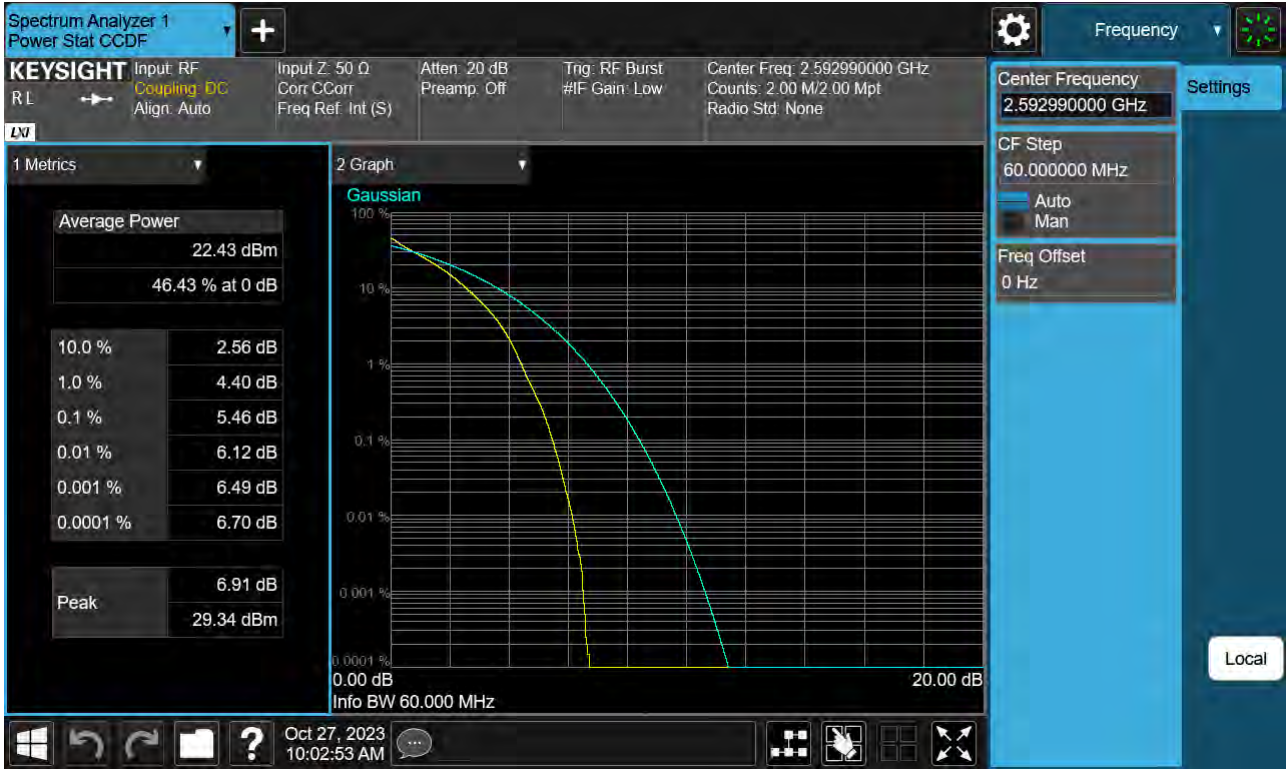 Spectrum Analyzer 1
Power Stat CCDF
+
Frequency
KEYSIGHT
R L
LXI
Input: RF
Coupling: DC
Align: Auto
Input Z: 50 Ω
Corr CCorr
Freq Ref: Int (S)
Atten: 20 dB
Preamp: Off
Trig: RF Burst
#IF Gain: Low
Center Freq: 2.592990000 GHz
Counts: 2.00 M/2.00 Mpt
Radio Std: None
Center Frequency
2.592990000 GHz
Settings
CF Step
60.000000 MHz
Auto
Man
Freq Offset
0 Hz
1 Metrics
Average Power
22.43 dBm
46.43 % at 0 dB
10.0 % 2.56 dB
1.0 % 4.40 dB
0.1 % 5.46 dB
0.01 % 6.12 dB
0.001 % 6.49 dB
0.0001 % 6.70 dB
Peak
6.91 dB
29.34 dBm
2 Graph
Gaussian
100 %
10 %
1 %
0.1 %
0.01 %
0.001 %
0.0001 %
0.00 dB 20.00 dB
Info BW 60.000 MHz
Local
?
Oct 27, 2023
10:02:53 AM